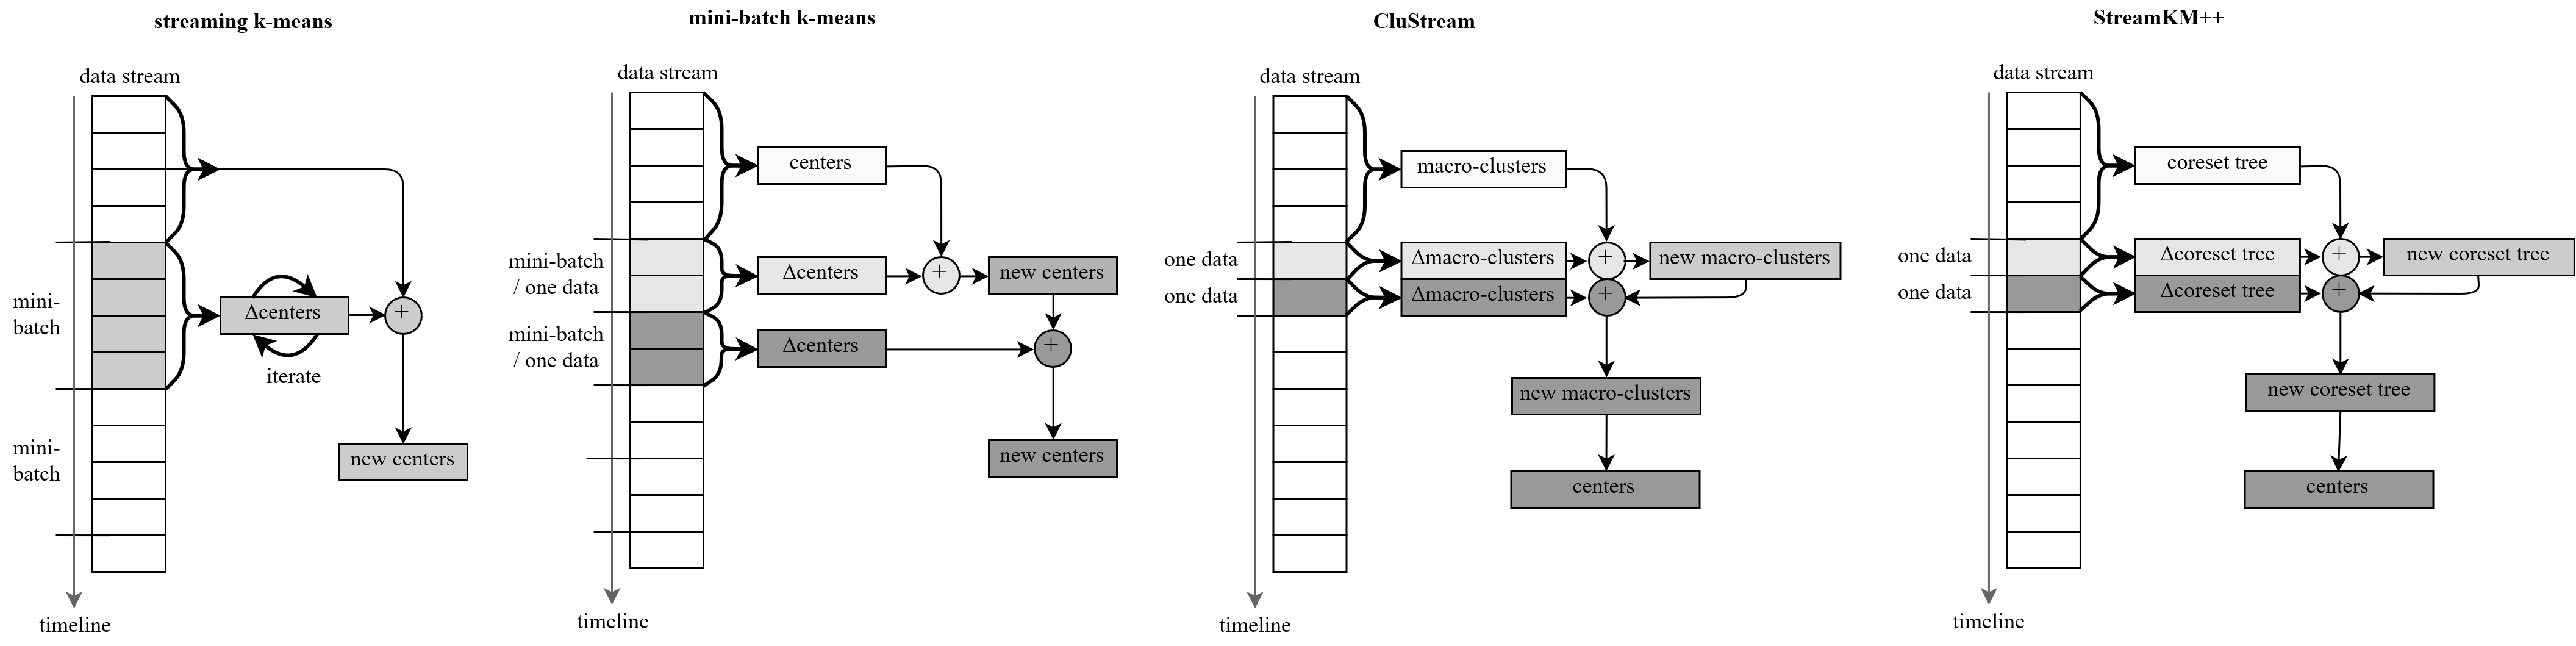 streaming k-means
data stream
mini-
batch
Δcenters
+
iterate
mini-
batch
new centers
timeline
mini-batch k-means
data stream
centers
mini-batch
/ one data
Δcenters
+
new centers
mini-batch
/ one data
Δcenters
+
new centers
timeline
CluStream
data stream
macro-clusters
one data
Δmacro-clusters
+
new macro-clusters
one data
Δmacro-clusters
+
new macro-clusters
centers
timeline
StreamKM++
data stream
coreset tree
one data
Δcoreset tree
+
new coreset tree
one data
Δcoreset tree
+
new coreset tree
centers
timeline